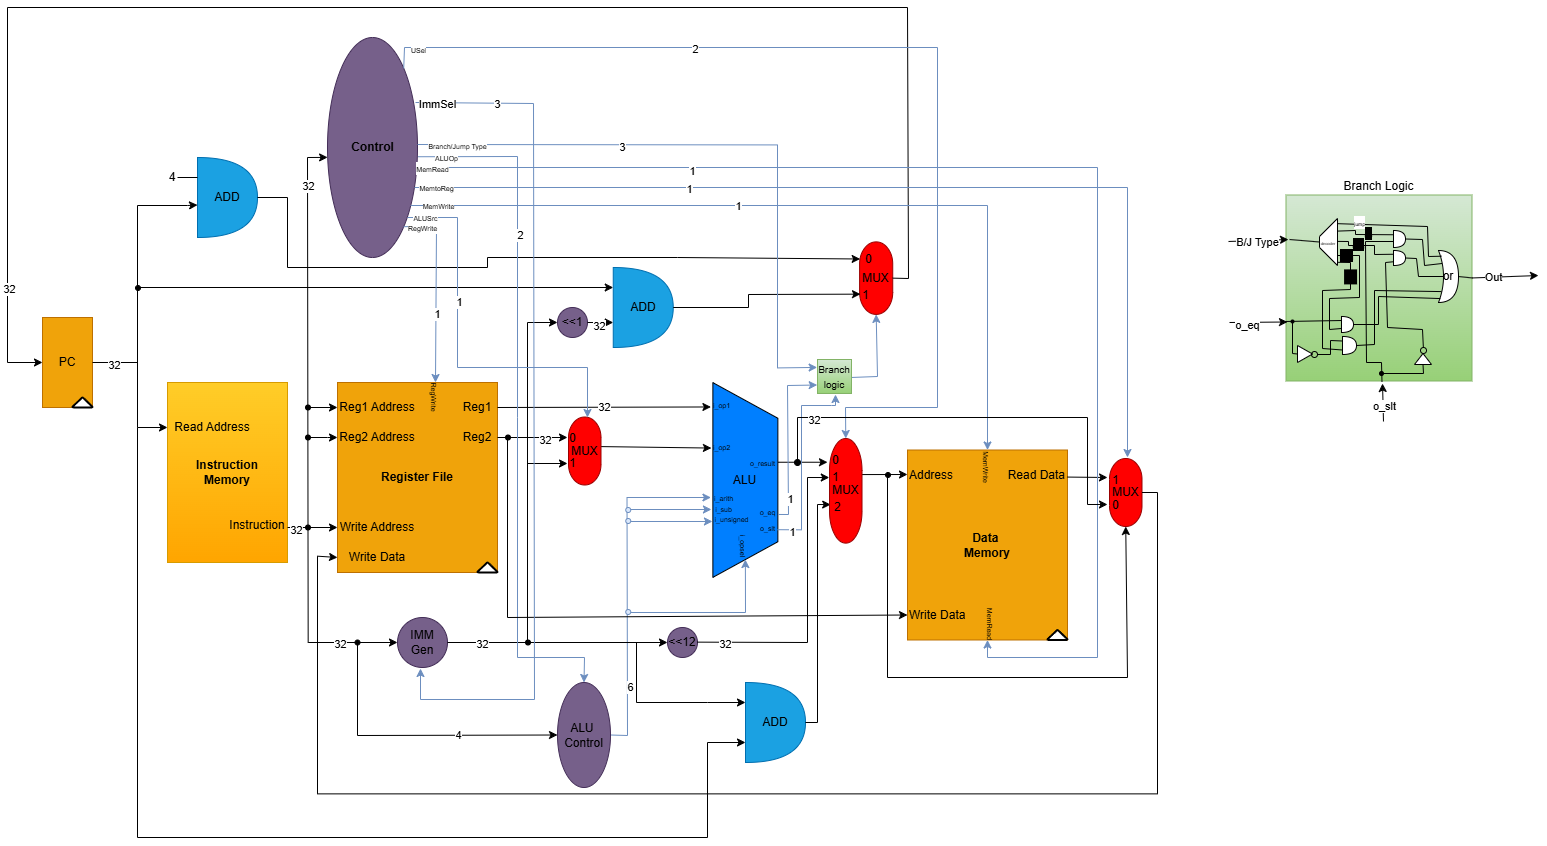 USel
2
ImmSel
3
Control
Branch/Jump Type
3
ALUOp
MemRead
1
MemtoReg
1
MemWrite
1
ALUSrc
RegWrite
4
ADD
32
2
1
1
32
0
MUX
1
ADD
<<1
32
PC
32
Branch
logic
Read Address
Instruction
Memory
Instruction
32
RegWrite
Reg1 Address
Reg1
32
Reg2 Address
Reg2
32
Register File
Write Address
Write Data
0
MUX
1
i_op1
i_op2
o_result
ALU
i_arith
i_sub
i_unsigned
o_eq
o_slt
i_opsel
1
1
32
0
1
MUX
2
MemWrite
Address
Read Data
Data
Memory
Write Data
MemRead
1
MUX
0
32
IMM
Gen
32
<<12
32
6
4
ALU
Control
ADD
Branch Logic
B/J Type
decoder
or
Out
o_eq
o_slt